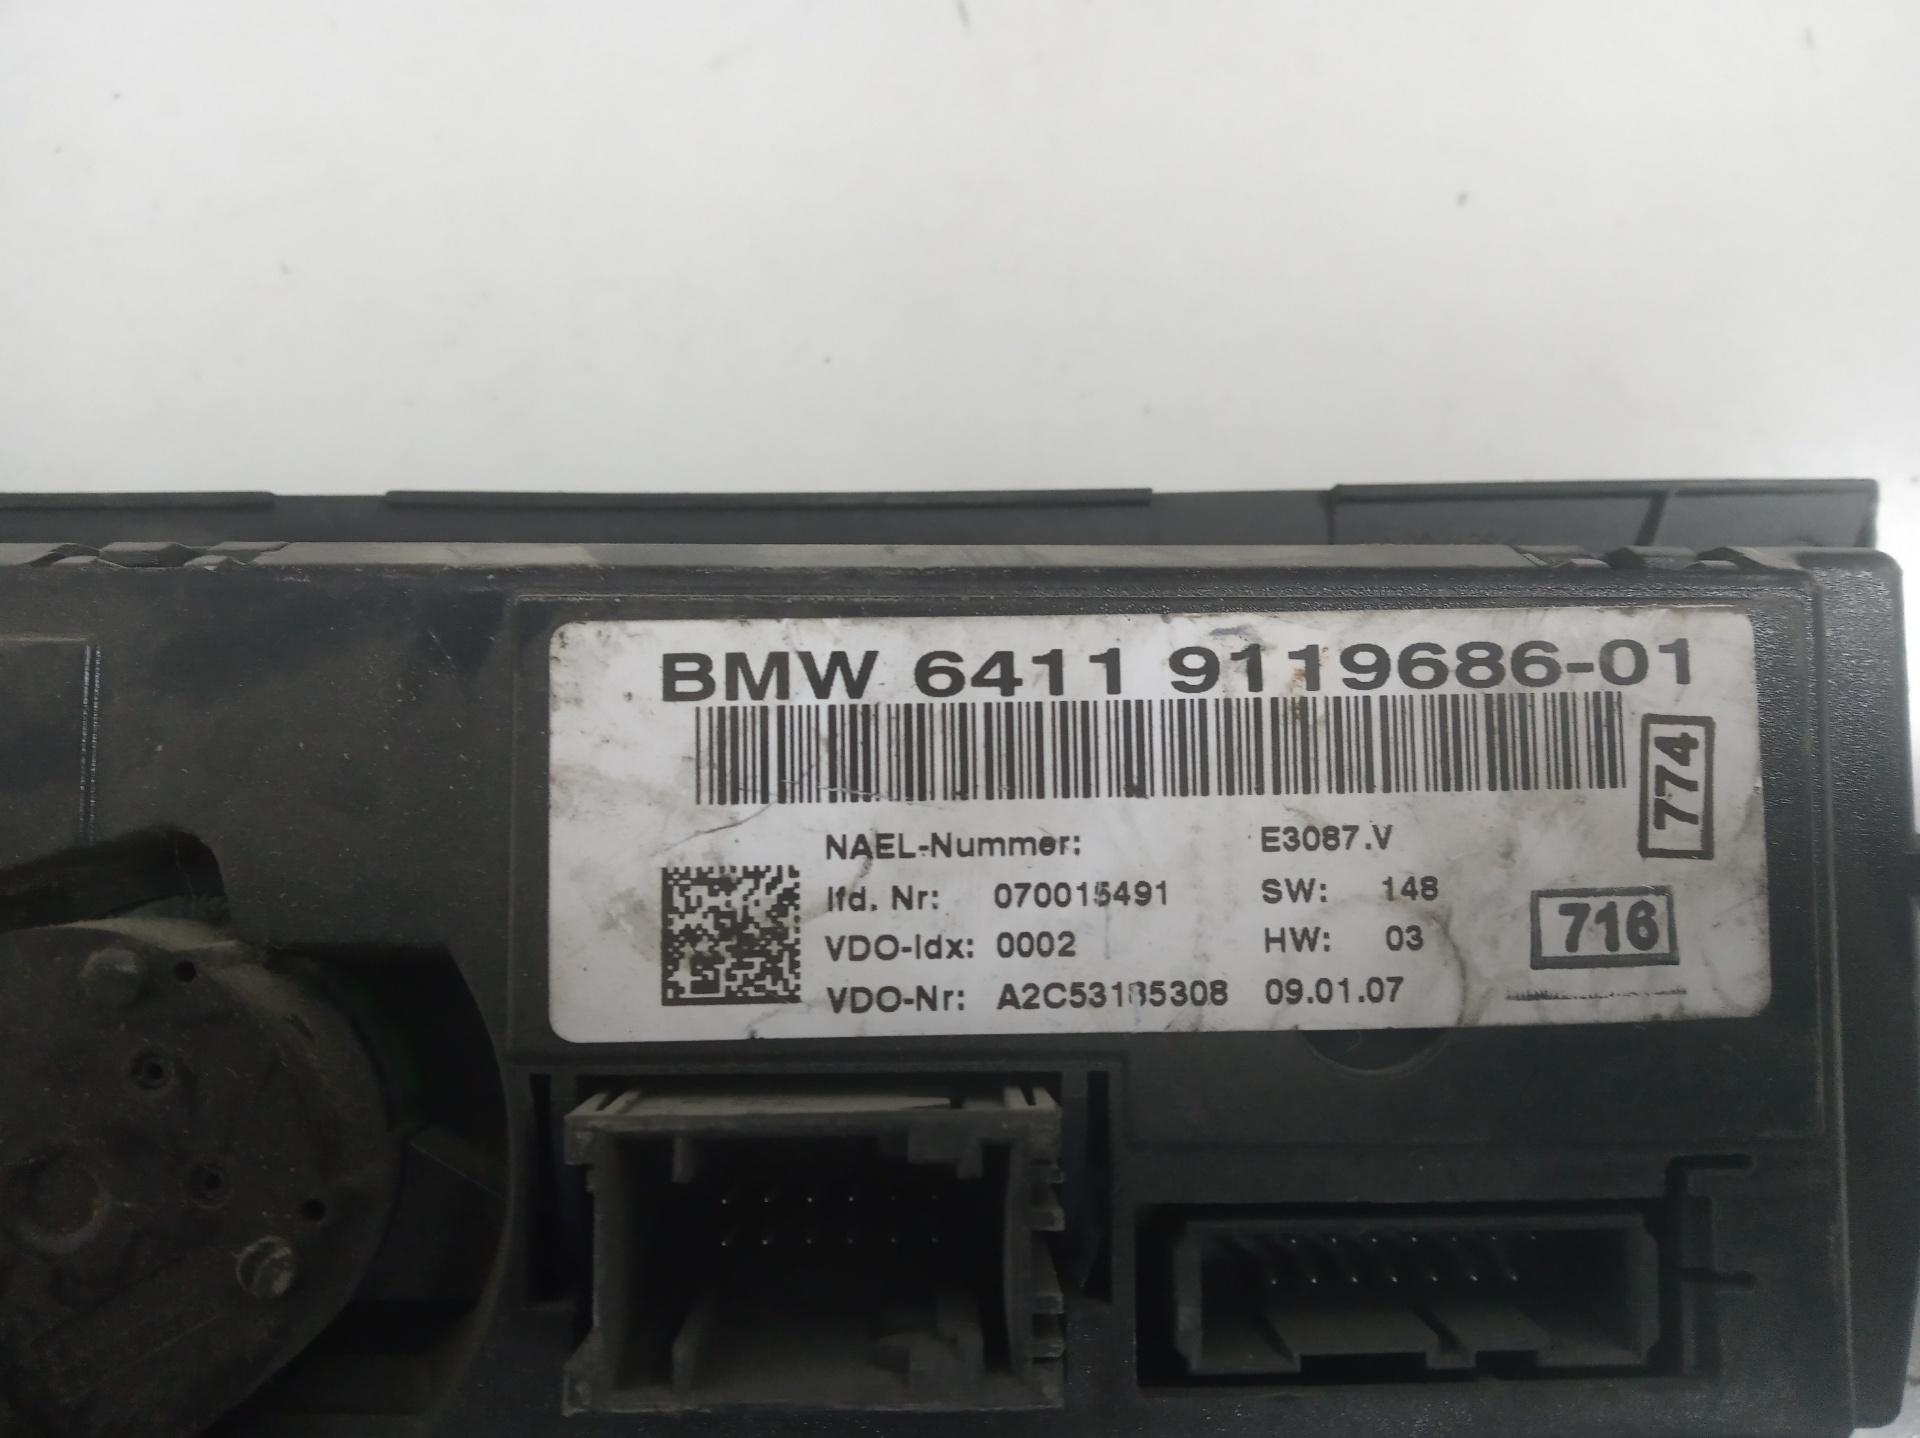 BMW 6411 9119686-01
774
NAEL-Nummer: E3087.V
lfd. Nr: 070015491 SW: 148
VDO-Idx: 0002 HW: 03
716
VDO-Nr: 09.01.07